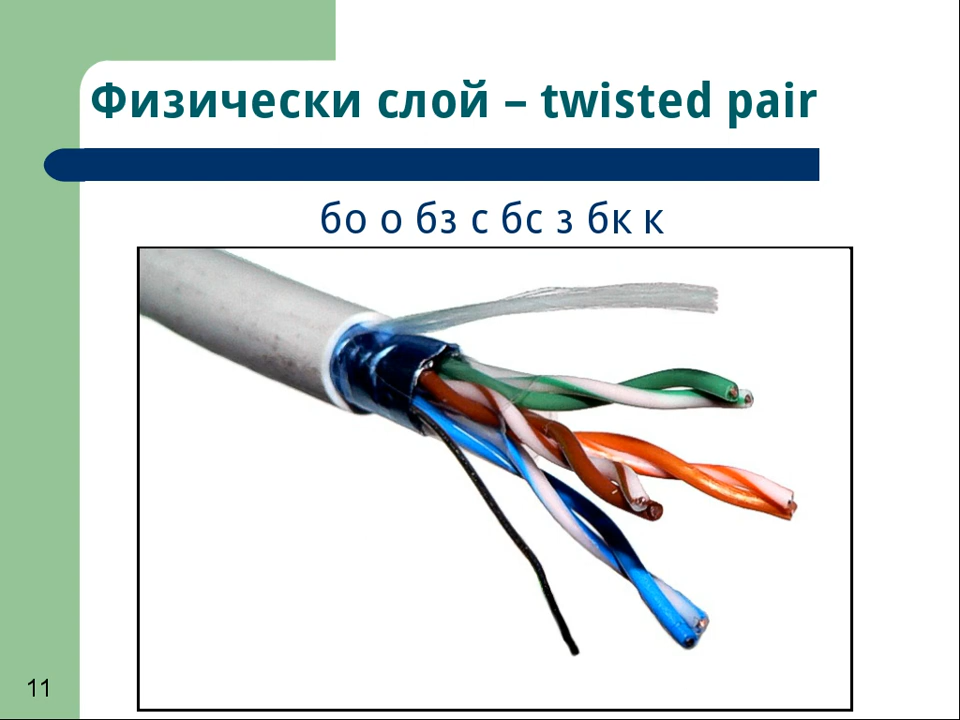 Физически слой – twisted pair
бо о бз с бс з бк к
11